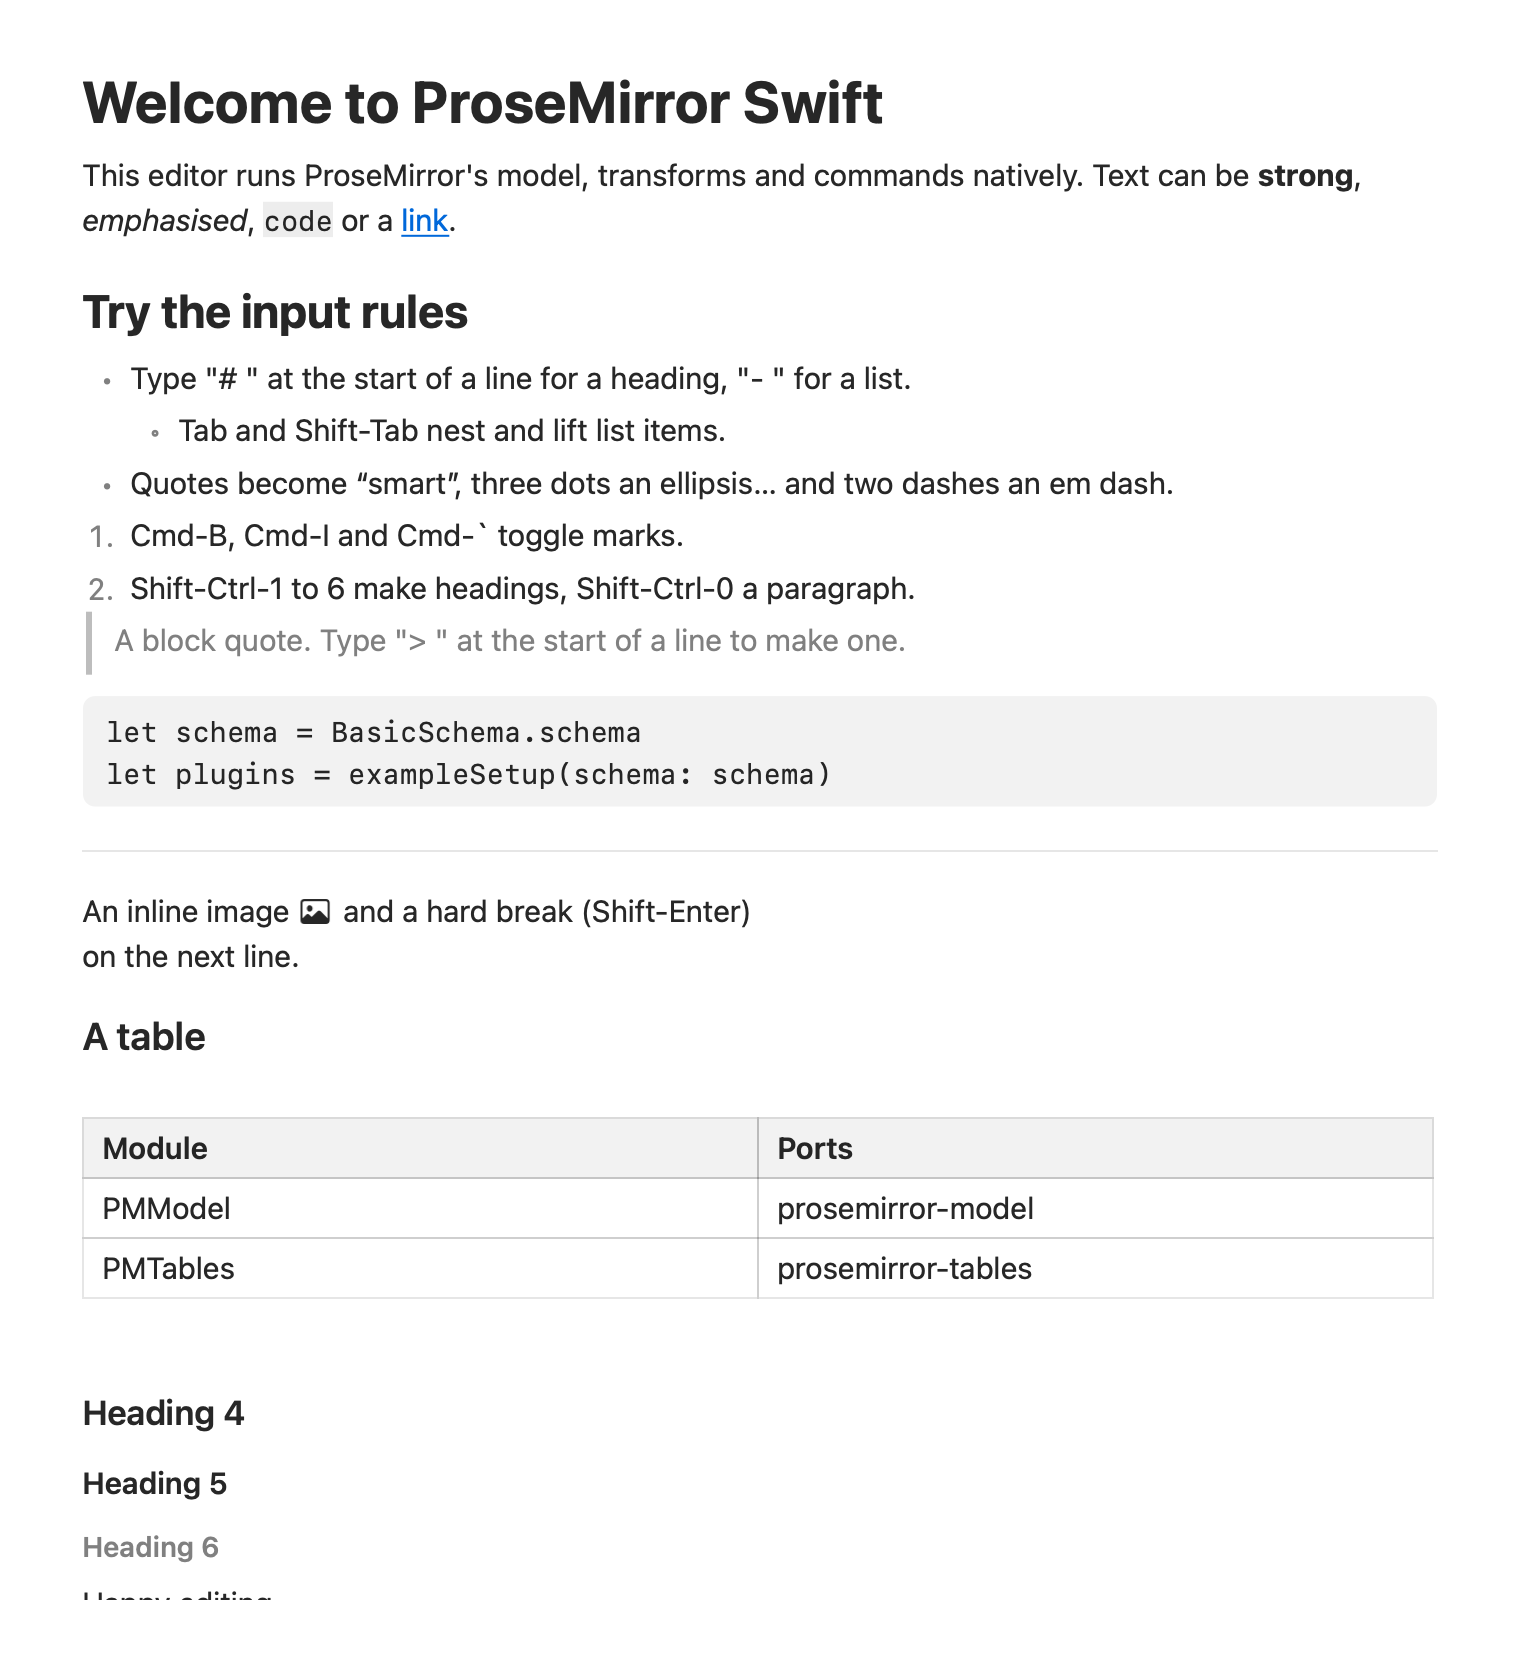 Welcome to ProseMirror Swift
This editor runs ProseMirror's model, transforms and commands natively. Text can be strong,
emphasised, code or a link.
Try the input rules
• Type "# " at the start of a line for a heading, "- " for a list.
◦ Tab and Shift-Tab nest and lift list items.
• Quotes become “smart”, three dots an ellipsis… and two dashes an em dash.
1. Cmd-B, Cmd-I and Cmd-` toggle marks.
2. Shift-Ctrl-1 to 6 make headings, Shift-Ctrl-0 a paragraph.
A block quote. Type "> " at the start of a line to make one.
let schema = BasicSchema.schema
let plugins = exampleSetup(schema: schema)
An inline image and a hard break (Shift-Enter)
on the next line.
A table
Module Ports
PMModel prosemirror-model
PMTables prosemirror-tables
Heading 4
Heading 5
Heading 6
Happy editing